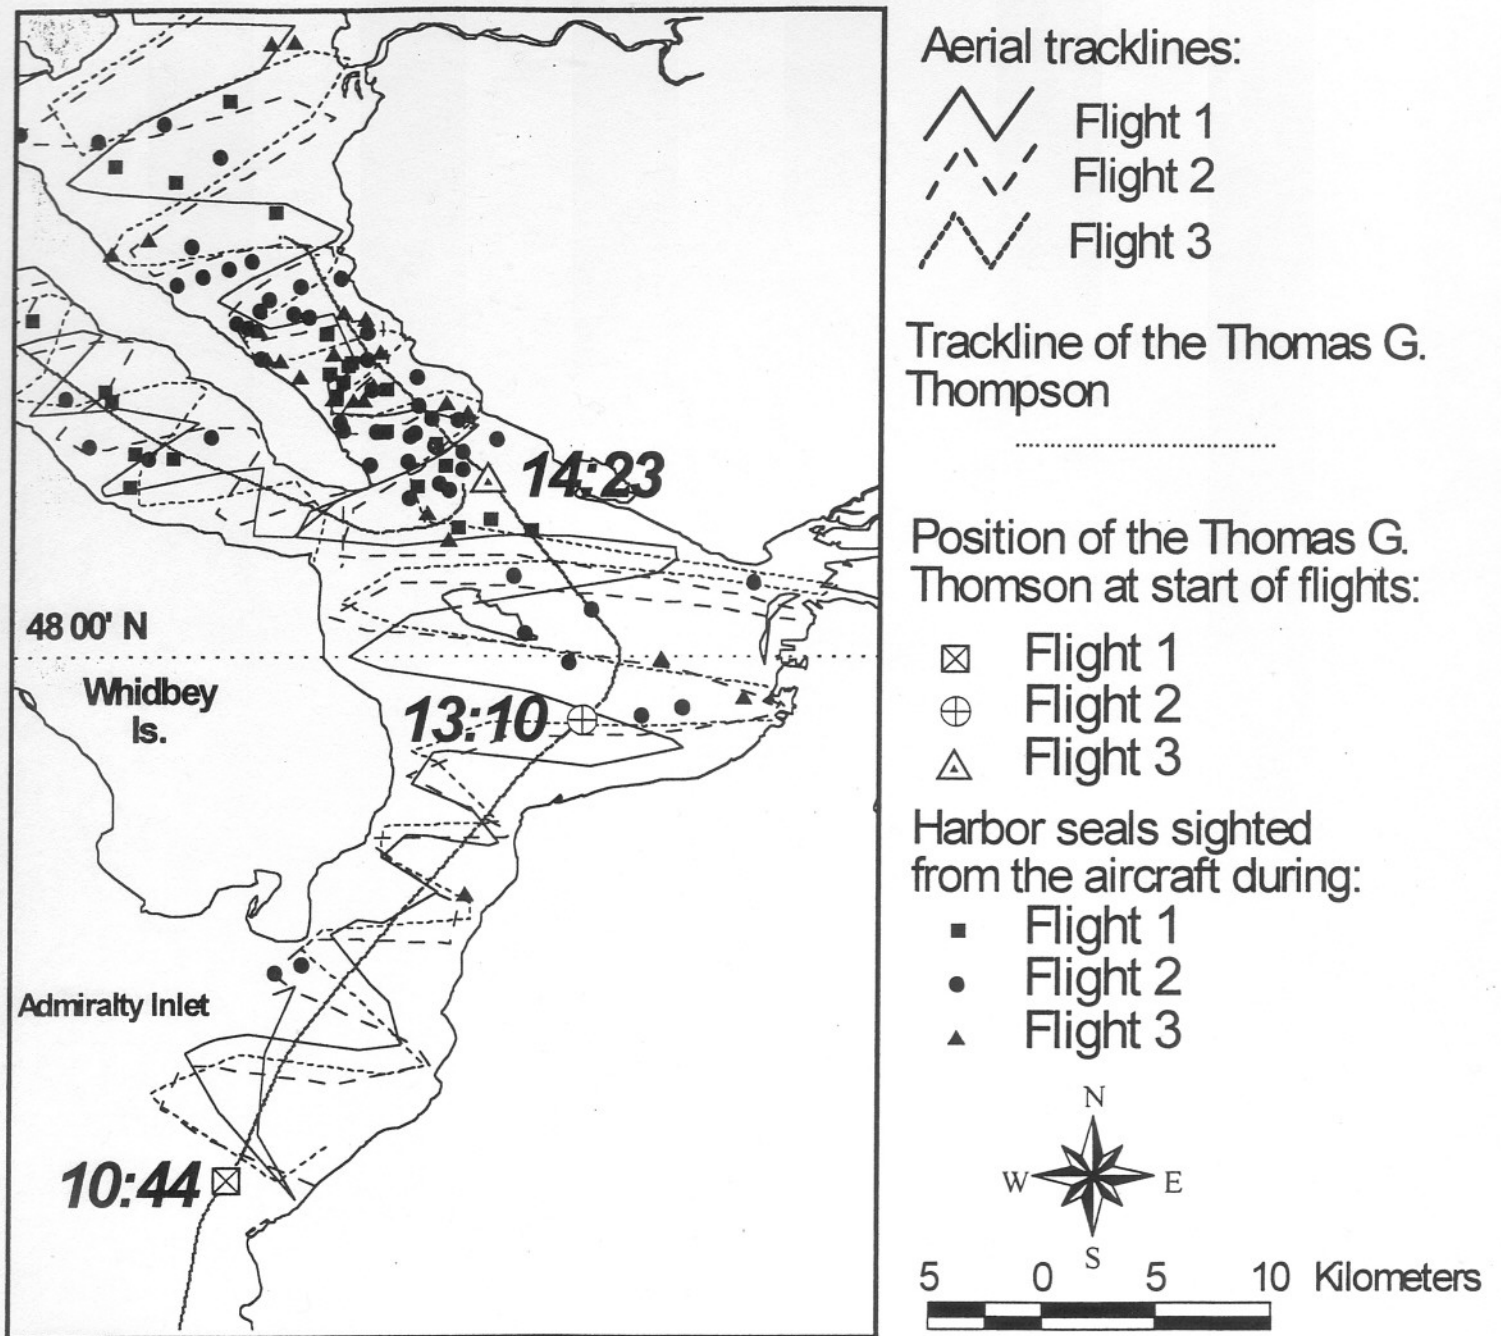 14:23
48 00' N
Whidbey
Is.
13:10
Admiralty Inlet
10:44
Aerial tracklines:
Flight 1
Flight 2
Flight 3
Trackline of the Thomas G.
Thompson
Position of the Thomas G.
Thomson at start of flights:
Flight 1
Flight 2
Flight 3
Harbor seals sighted
from the aircraft during:
Flight 1
Flight 2
Flight 3
N
W E
S
5 0 5 10 Kilometers